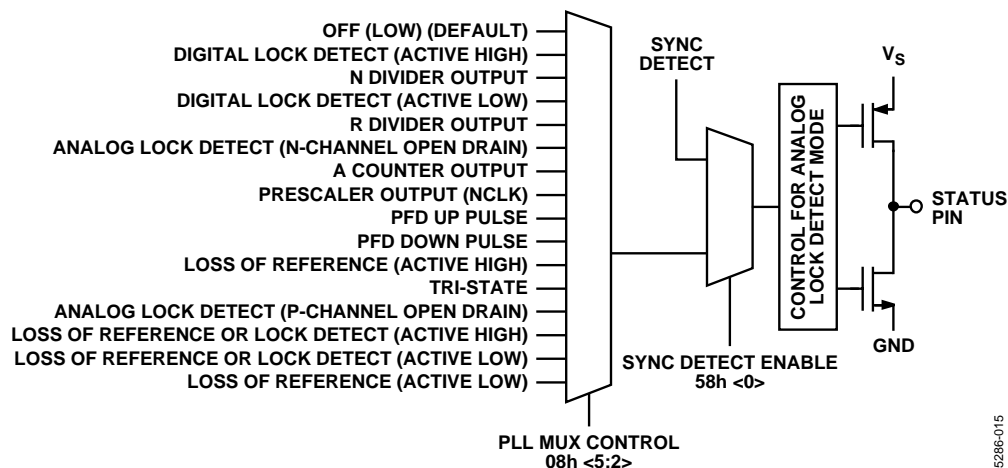 OFF (LOW) (DEFAULT)
DIGITAL LOCK DETECT (ACTIVE HIGH)
N DIVIDER OUTPUT
DIGITAL LOCK DETECT (ACTIVE LOW)
R DIVIDER OUTPUT
ANALOG LOCK DETECT (N-CHANNEL OPEN DRAIN)
A COUNTER OUTPUT
PRESCALER OUTPUT (NCLK)
PFD UP PULSE
PFD DOWN PULSE
LOSS OF REFERENCE (ACTIVE HIGH)
TRI-STATE
ANALOG LOCK DETECT (P-CHANNEL OPEN DRAIN)
LOSS OF REFERENCE OR LOCK DETECT (ACTIVE HIGH)
LOSS OF REFERENCE OR LOCK DETECT (ACTIVE LOW)
LOSS OF REFERENCE (ACTIVE LOW)
PLL MUX CONTROL
08h <5:2>
SYNC
DETECT
SYNC DETECT ENABLE
58h <0>
CONTROL FOR ANALOG
LOCK DETECT MODE
VS
STATUS
PIN
GND
5286-015